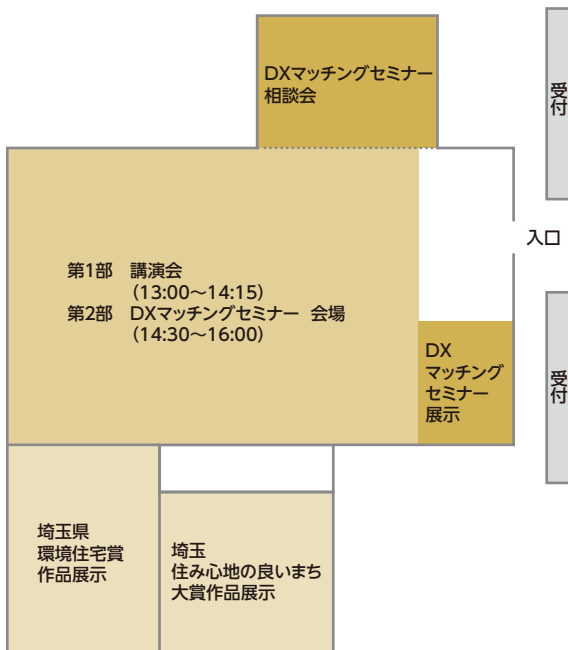 DXマッチングセミナー
相談会
受付
入口
第1部 講演会
（13:00～14:15）
第2部 DXマッチングセミナー 会場
（14:30～16:00）
DX
マッチング
セミナー
展示
受付
埼玉県
環境住宅賞
作品展示
埼玉
住み心地の良いまち
大賞作品展示